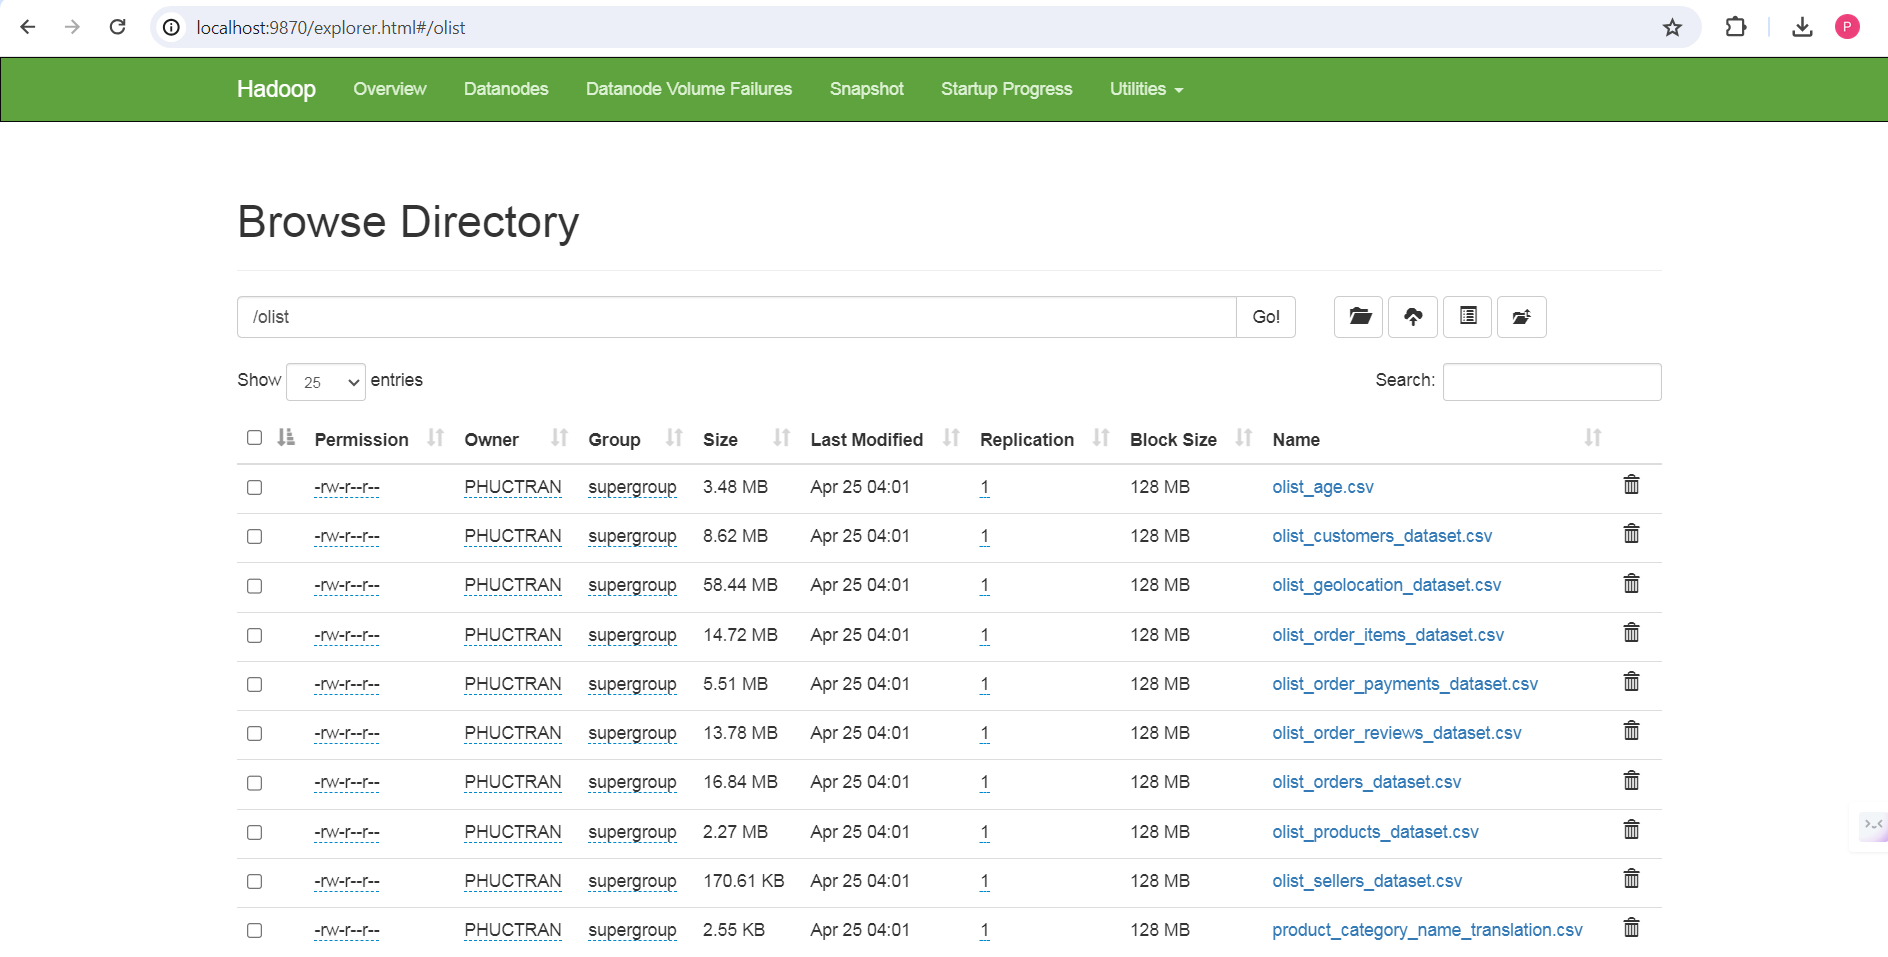 localhost:9870/explorer.html#/olist
P
Hadoop Overview Datanodes Datanode Volume Failures Snapshot Startup Progress Utilities
Browse Directory
/olist Go!
Show 25 entries Search:
Permission Owner Group Size Last Modified Replication Block Size Name
-rw-r--r-- PHUCTRAN supergroup 3.48 MB Apr 25 04:01 1 128 MB olist_age.csv
-rw-r--r-- PHUCTRAN supergroup 8.62 MB Apr 25 04:01 1 128 MB olist_customers_dataset.csv
-rw-r--r-- PHUCTRAN supergroup 58.44 MB Apr 25 04:01 1 128 MB olist_geolocation_dataset.csv
-rw-r--r-- PHUCTRAN supergroup 14.72 MB Apr 25 04:01 1 128 MB olist_order_items_dataset.csv
-rw-r--r-- PHUCTRAN supergroup 5.51 MB Apr 25 04:01 1 128 MB olist_order_payments_dataset.csv
-rw-r--r-- PHUCTRAN supergroup 13.78 MB Apr 25 04:01 1 128 MB olist_order_reviews_dataset.csv
-rw-r--r-- PHUCTRAN supergroup 16.84 MB Apr 25 04:01 1 128 MB olist_orders_dataset.csv
-rw-r--r-- PHUCTRAN supergroup 2.27 MB Apr 25 04:01 1 128 MB olist_products_dataset.csv
-rw-r--r-- PHUCTRAN supergroup 170.61 KB Apr 25 04:01 1 128 MB olist_sellers_dataset.csv
-rw-r--r-- PHUCTRAN supergroup 2.55 KB Apr 25 04:01 1 128 MB product_category_name_translation.csv